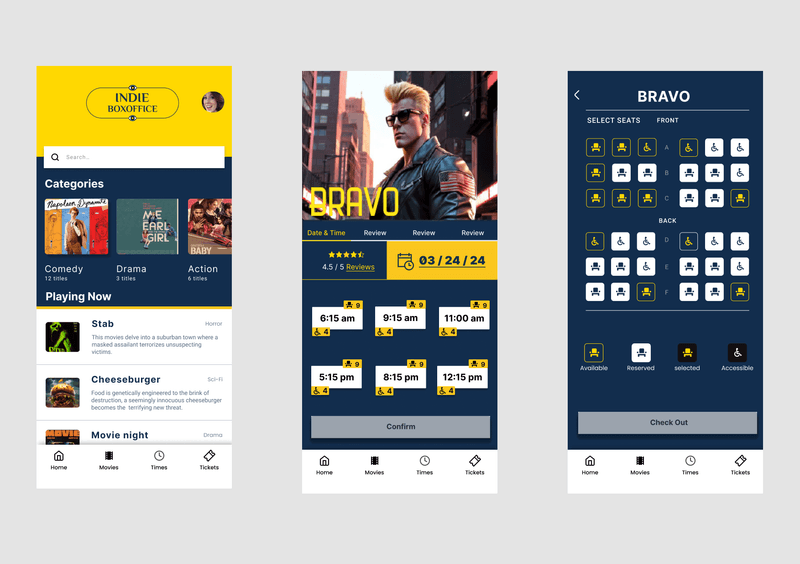 INDIE
BOXOFFICE
Search..
Categories
Napoleon Dynamite
ME
EARL
GIRL
BABY
Comedy
12 titles
Drama
3 titles
Action
6 titles
Playing Now
Stab
Horror
This movies delve into a suburban town where a
masked assailant terrorizes unsuspecting
victims.
Cheeseburger
Sci-Fi
Food is genetically engineered to the brink of
destruction, a seemingly innocuous cheeseburger
becomes the terrifying new threat.
MOVIE
Movie night
Drama
Home
Movies
Times
Tickets
BRAVO
Date & Time
Review
Review
Review
4.5 / 5 Reviews
03 / 24 / 24
9
6:15 am
4
9
9:15 am
4
9
11:00 am
4
9
5:15 pm
4
9
8:15 pm
4
9
12:15 pm
4
Confirm
Home
Movies
Times
Tickets
BRAVO
SELECT SEATS
FRONT
A
B
C
BACK
D
E
F
Available
Reserved
selected
Accessible
Check Out
Home
Movies
Times
Tickets